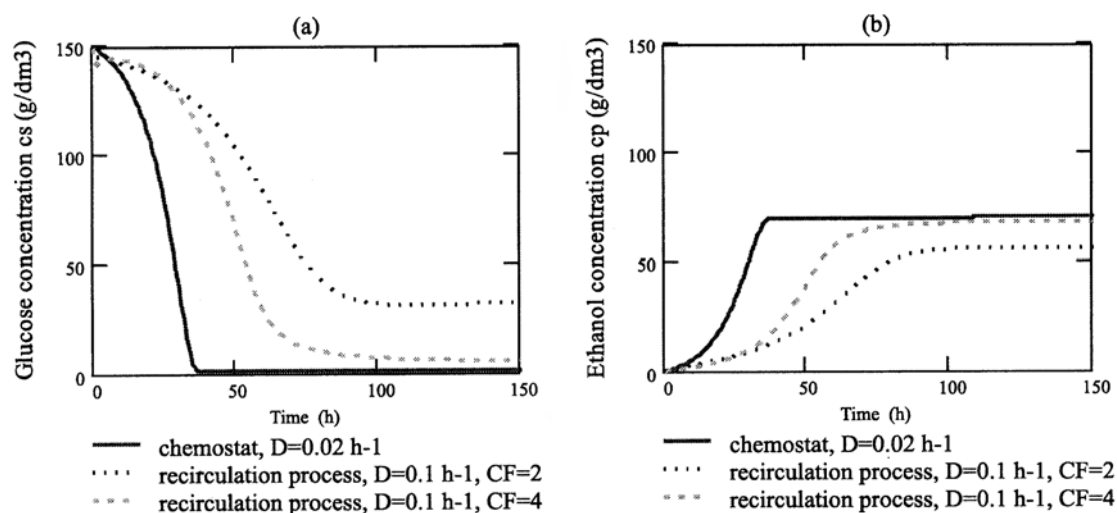 (a)
150
100
50
0
Glucose concentration cs (g/dm3)
0 50 100 150
Time (h)
chemostat, D=0.02 h-1
recirculation process, D=0.1 h-1, CF=2
recirculation process, D=0.1 h-1, CF=4
(b)
150
100
50
0
Ethanol concentration cp (g/dm3)
0 50 100 150
Time (h)
chemostat, D=0.02 h-1
recirculation process, D=0.1 h-1, CF=2
recirculation process, D=0.1 h-1, CF=4